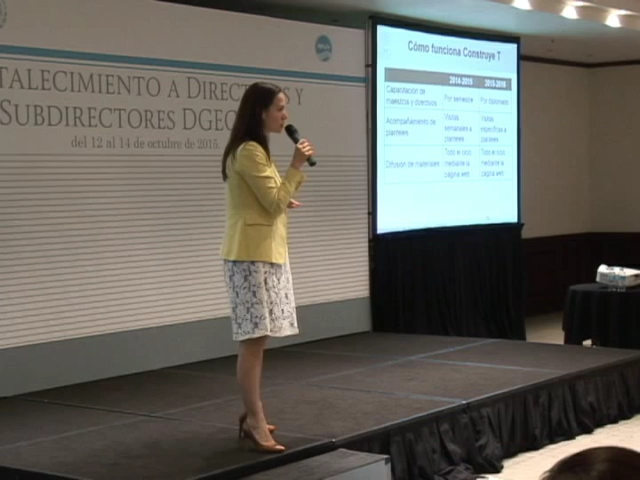 TALECIMIENTO A DIRECT Y
SUBDIRECTORES DGEC
del 12 al 14 de octubre de 2015.
Cómo funciona Construye T
2014-2015 2015-2016
Capacitación de maestros y directivos
Por semestre
Por diplomado
Acompañamiento de planteles
Visitas semanales a planteles
Visitas específicas a planteles
Difusión de materiales
Todo el ciclo mediante la página web
Todo el ciclo mediante la página web